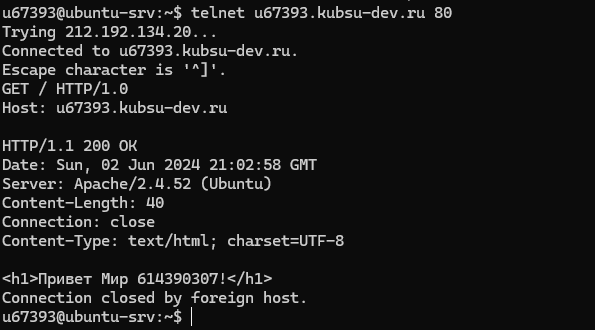 u67393@ubuntu-srv:~$ telnet u67393.kubsu-dev.ru 80
Trying 212.192.134.20...
Connected to u67393.kubsu-dev.ru.
Escape character is '^]'.
GET / HTTP/1.0
Host: u67393.kubsu-dev.ru

HTTP/1.1 200 OK
Date: Sun, 02 Jun 2024 21:02:58 GMT
Server: Apache/2.4.52 (Ubuntu)
Content-Length: 40
Connection: close
Content-Type: text/html; charset=UTF-8

<h1>Привет Мир 614390307!</h1>
Connection closed by foreign host.
u67393@ubuntu-srv:~$